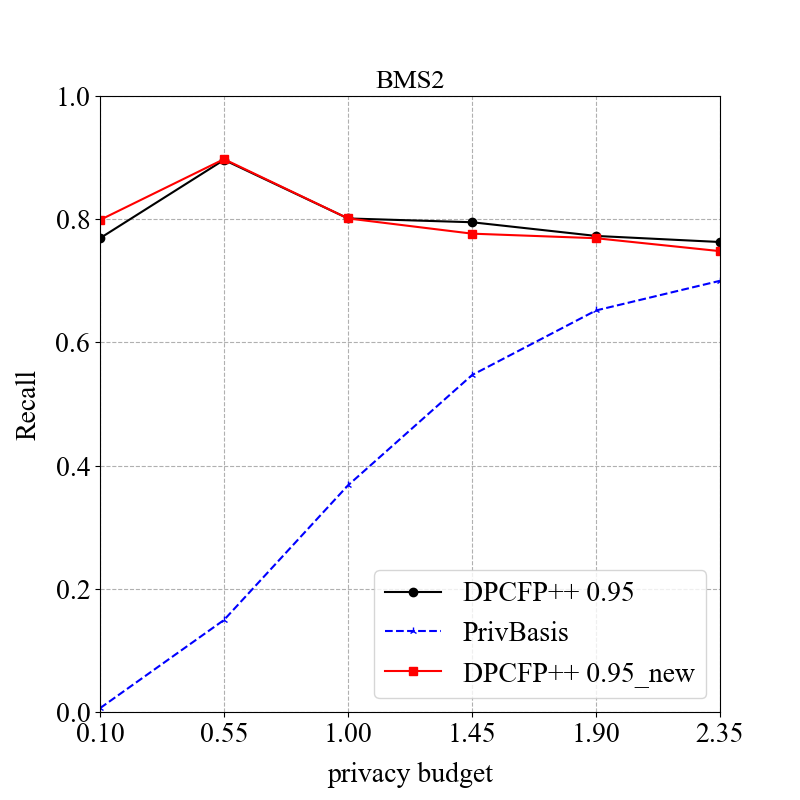 BMS2
1.0
0.8
0.6
0.4
0.2
0.0
Recall
DPCFP++ 0.95
PrivBasis
DPCFP++ 0.95_new
0.10 0.55 1.00 1.45 1.90 2.35
privacy budget